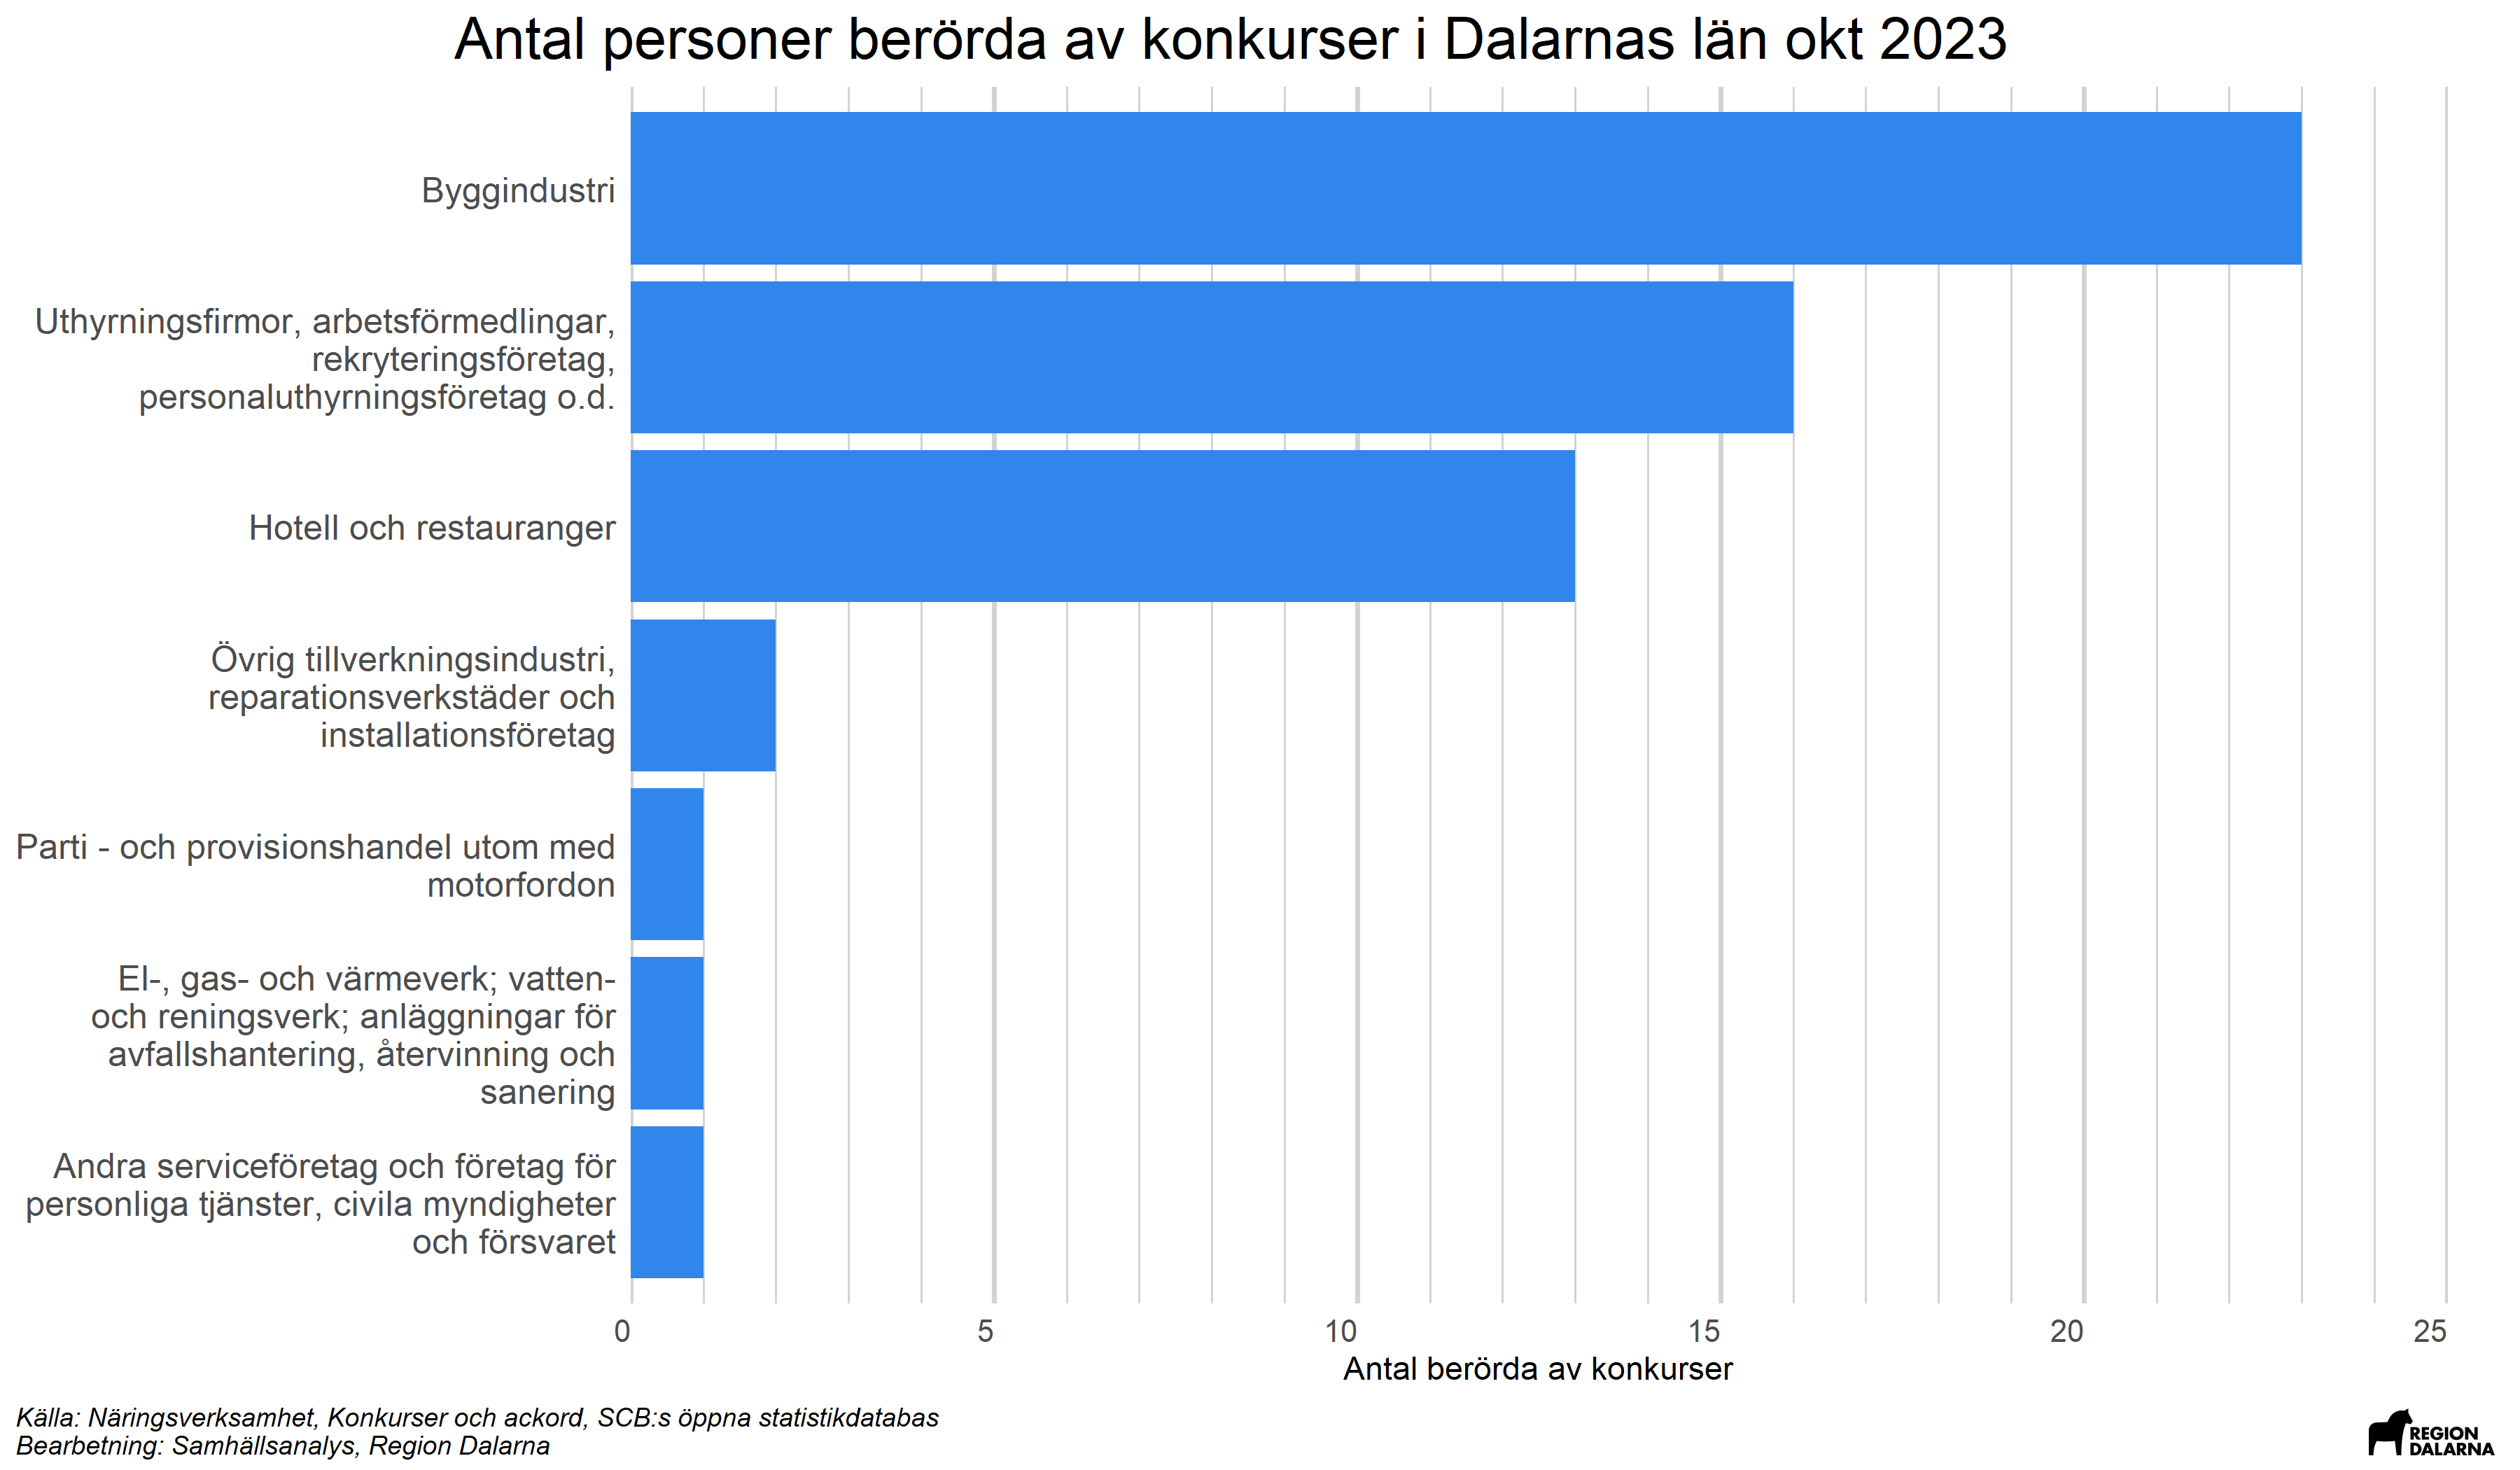 Antal personer berörda av konkurser i Dalarnas län okt 2023
Byggindustri
Uthyrningsfirmor, arbetsförmedlingar,
rekryteringsföretag,
personaluthyrningsföretag o.d.
Hotell och restauranger
Övrig tillverkningsindustri,
reparationsverkstäder och
installationsföretag
Parti - och provisionshandel utom med
motorfordon
El-, gas- och värmeverk; vatten-
och reningsverk; anläggningar för
avfallshantering, återvinning och
sanering
Andra serviceföretag och företag för
personliga tjänster, civila myndigheter
och försvaret
0 5 10 15 20 25
Antal berörda av konkurser
Källa: Näringsverksamhet, Konkurser och ackord, SCB:s öppna statistikdatabas
Bearbetning: Samhällsanalys, Region Dalarna
REGION
DALARNA